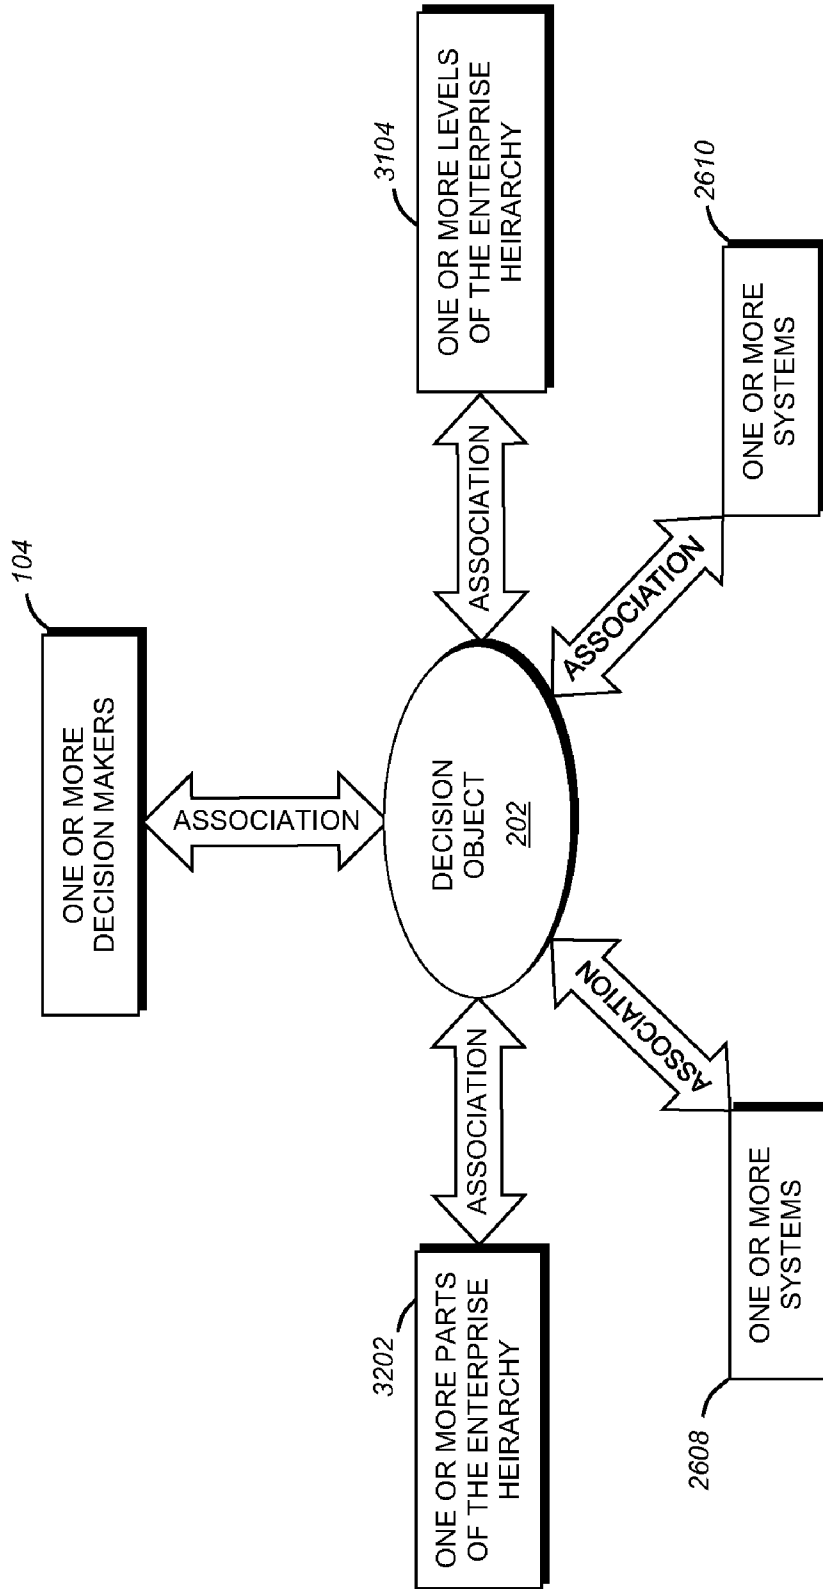 104
ONE OR MORE
DECISION MAKERS
ASSOCIATION
3202
ONE OR MORE PARTS
OF THE ENTERPRISE
HEIRARCHY
ASSOCIATION
DECISION
OBJECT
202
ASSOCIATION
3104
ONE OR MORE LEVELS
OF THE ENTERPRISE
HEIRARCHY
ASSOCIATION
ASSOCIATION
2608
ONE OR MORE
SYSTEMS
2610
ONE OR MORE
SYSTEMS